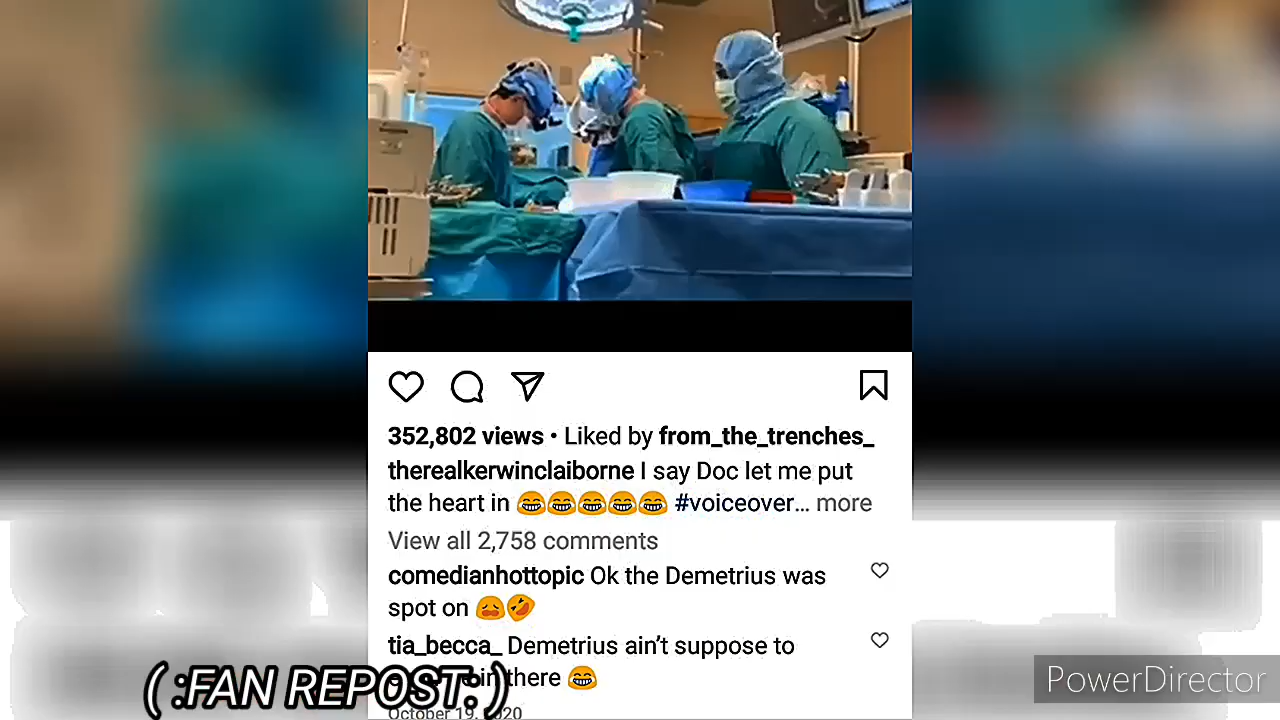 352,802 views • Liked by from_the_trenches_
therealkerwinclaiborne I say Doc let me put
the heart in 😂😂😂😂😂 #voiceover... more
View all 2,758 comments
comedianhottopic Ok the Demetrius was
spot on 😩🤣
tia_becca_ Demetrius ain't suppose to
in there 😂
(:FAN REPOST:)
October 19, 2020
PowerDirector